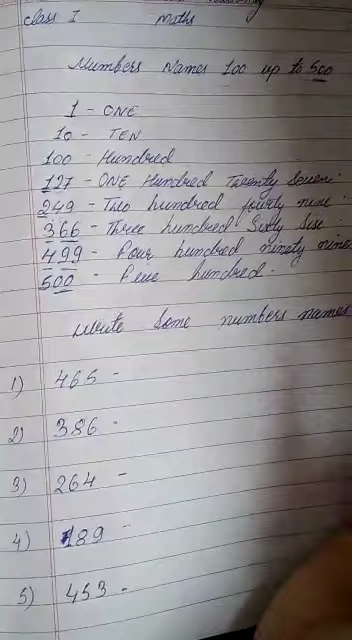 Class I Maths
Numbers Names 100 up to 500
1 - ONE
10 - TEN
100 - Hundred
127 - ONE Hundred Twenty Seven.
249 - Two hundred fourty nine.
366 - Three hundred Sixty Six.
499 - Four hundred ninety nine
500 - Five hundred.
Write Some numbers names
1) 465 -
2) 386 -
3) 264 -
4) 189 -
5) 453 -